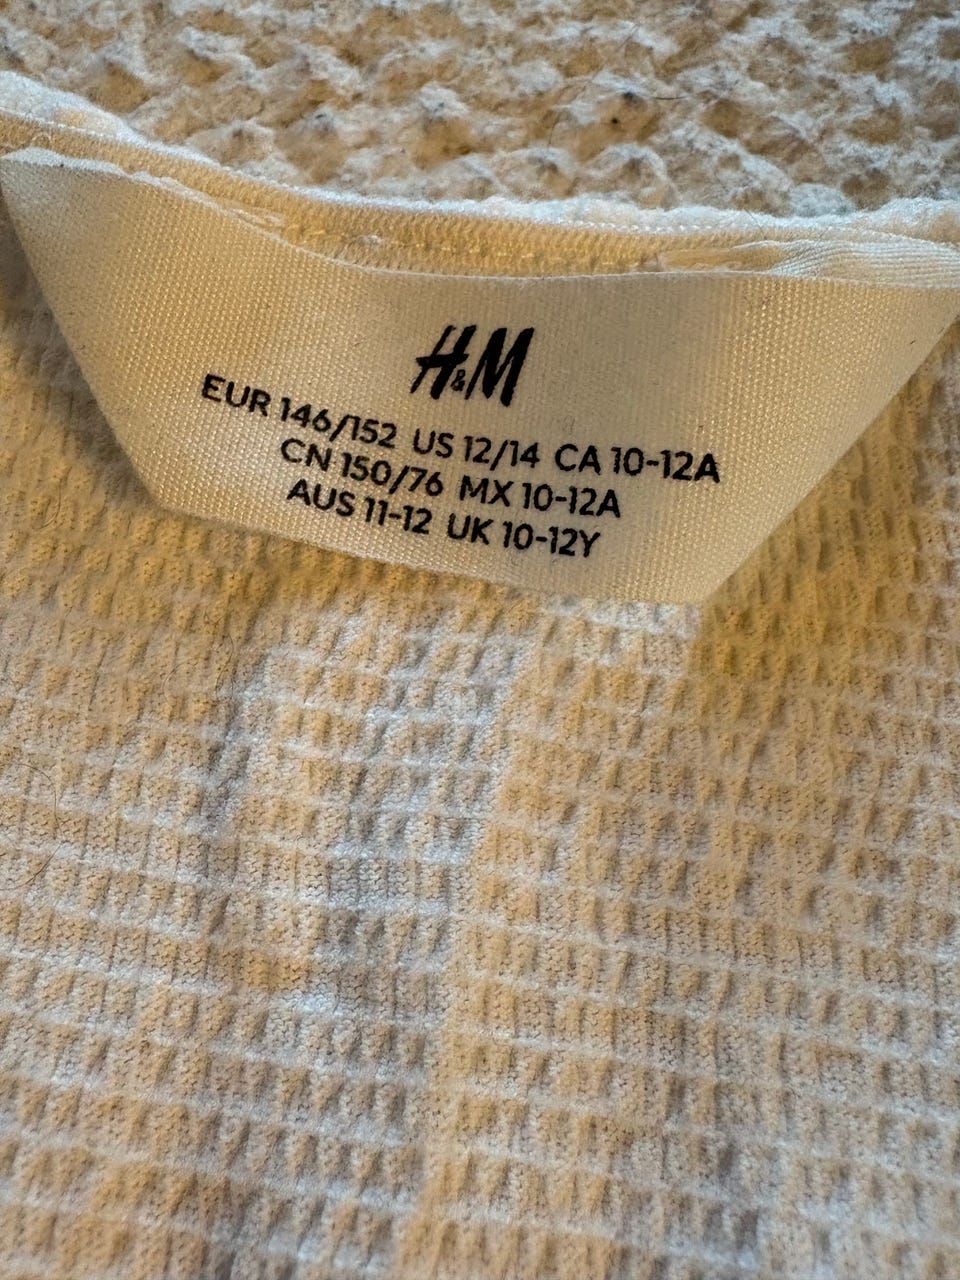 H&M
EUR 146/152 US 12/14 CA 10-12A
CN 150/76 MX 10-12A
AUS 11-12 UK 10-12Y